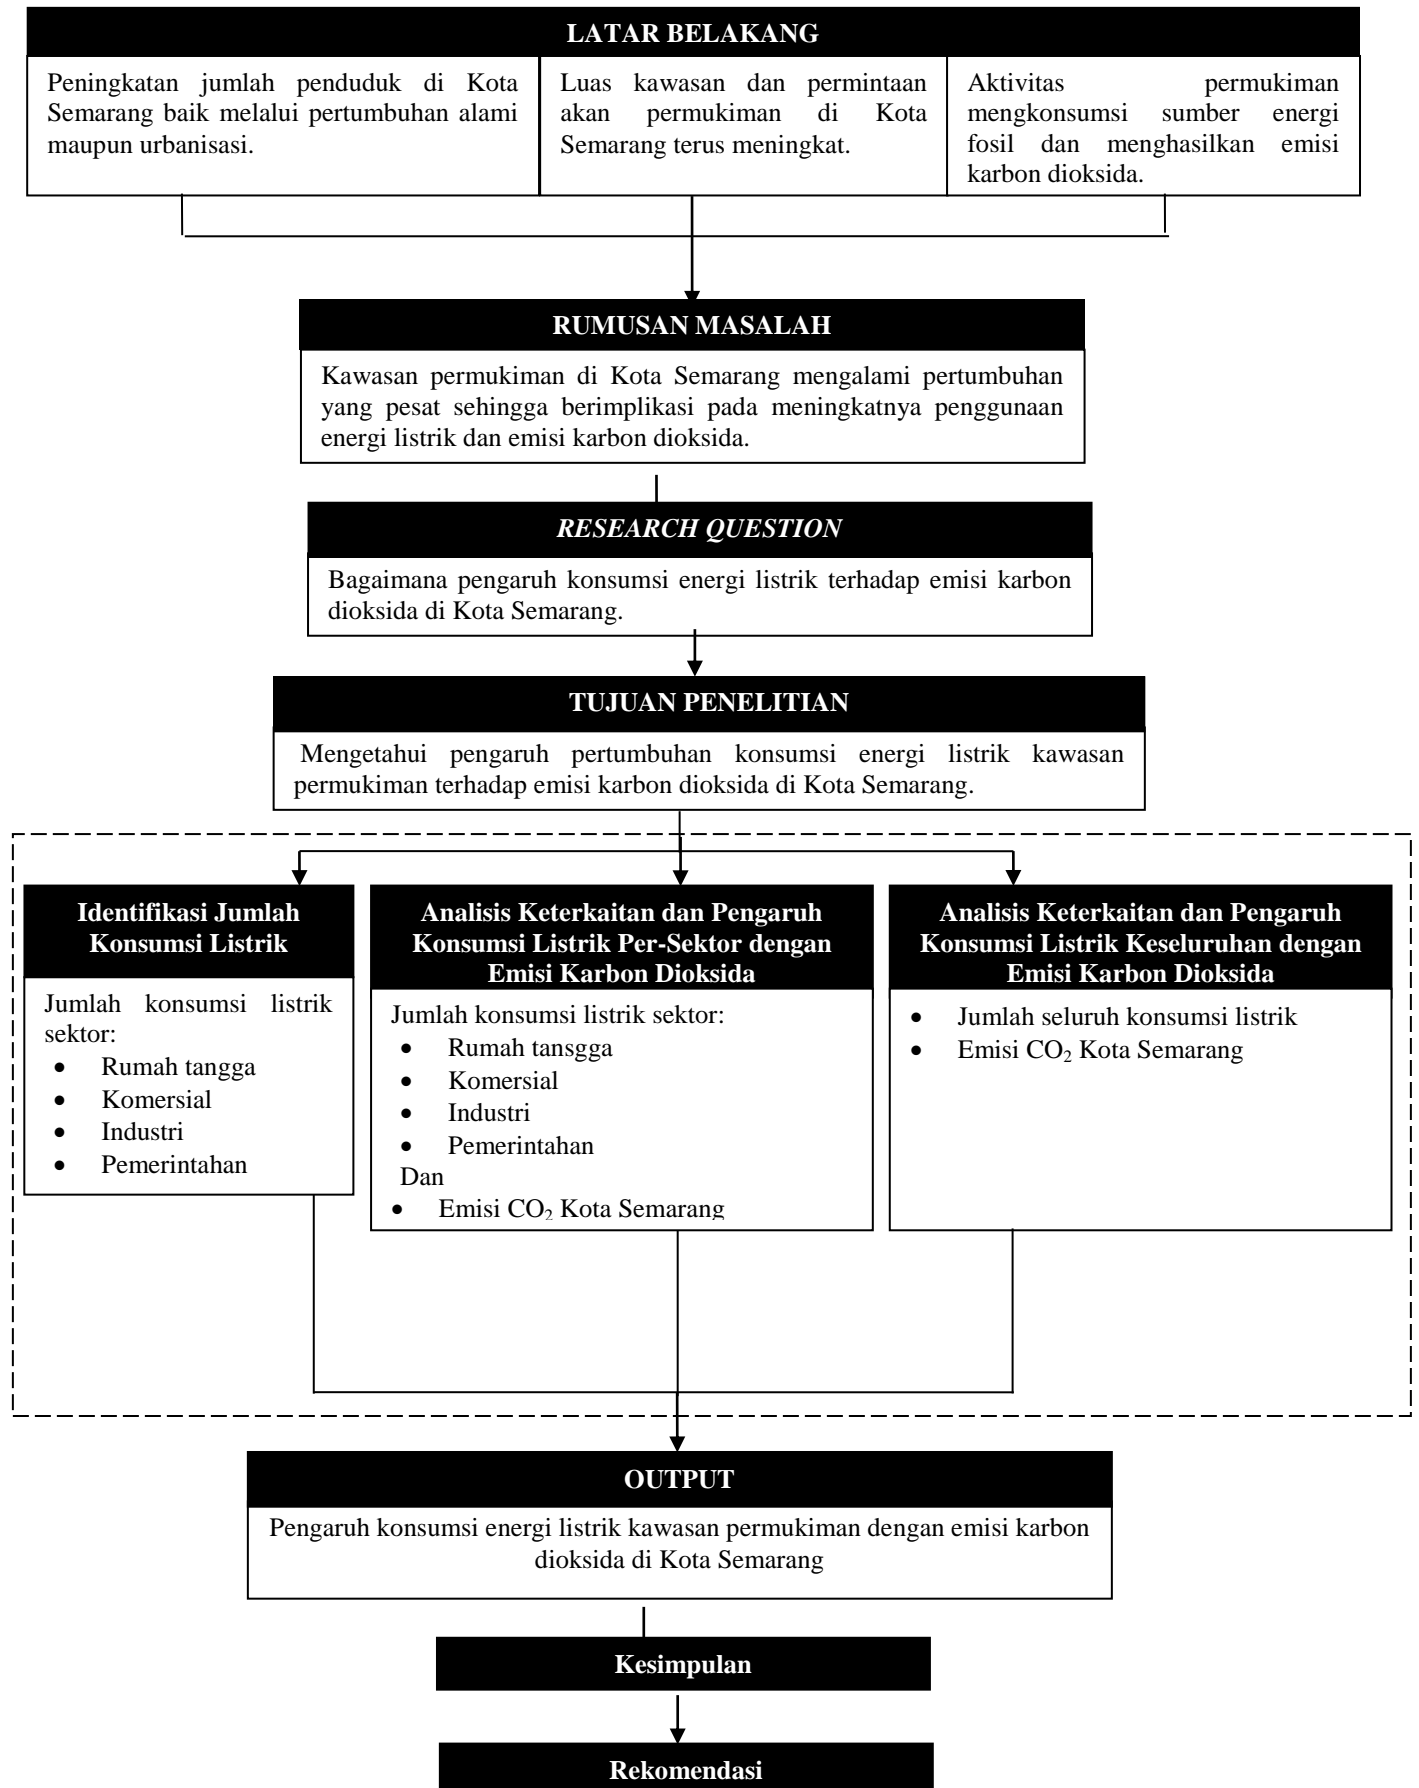 LATAR BELAKANG
Peningkatan jumlah penduduk di Kota
Semarang baik melalui pertumbuhan alami
maupun urbanisasi.
Luas kawasan dan permintaan
akan permukiman di Kota
Semarang terus meningkat.
Aktivitas permukiman
mengkonsumsi sumber energi
fosil dan menghasilkan emisi
karbon dioksida.
RUMUSAN MASALAH
Kawasan permukiman di Kota Semarang mengalami pertumbuhan
yang pesat sehingga berimplikasi pada meningkatnya penggunaan
energi listrik dan emisi karbon dioksida.
RESEARCH QUESTION
Bagaimana pengaruh konsumsi energi listrik terhadap emisi karbon
dioksida di Kota Semarang.
TUJUAN PENELITIAN
Mengetahui pengaruh pertumbuhan konsumsi energi listrik kawasan
permukiman terhadap emisi karbon dioksida di Kota Semarang.
Identifikasi Jumlah
Konsumsi Listrik
Jumlah konsumsi listrik
sektor:
• Rumah tangga
• Komersial
• Industri
• Pemerintahan
Analisis Keterkaitan dan Pengaruh
Konsumsi Listrik Per-Sektor dengan
Emisi Karbon Dioksida
Jumlah konsumsi listrik sektor:
• Rumah tansgga
• Komersial
• Industri
• Pemerintahan
Dan
• Emisi CO₂ Kota Semarang
Analisis Keterkaitan dan Pengaruh
Konsumsi Listrik Keseluruhan dengan
Emisi Karbon Dioksida
• Jumlah seluruh konsumsi listrik
• Emisi CO₂ Kota Semarang
OUTPUT
Pengaruh konsumsi energi listrik kawasan permukiman dengan emisi karbon
dioksida di Kota Semarang
Kesimpulan
Rekomendasi